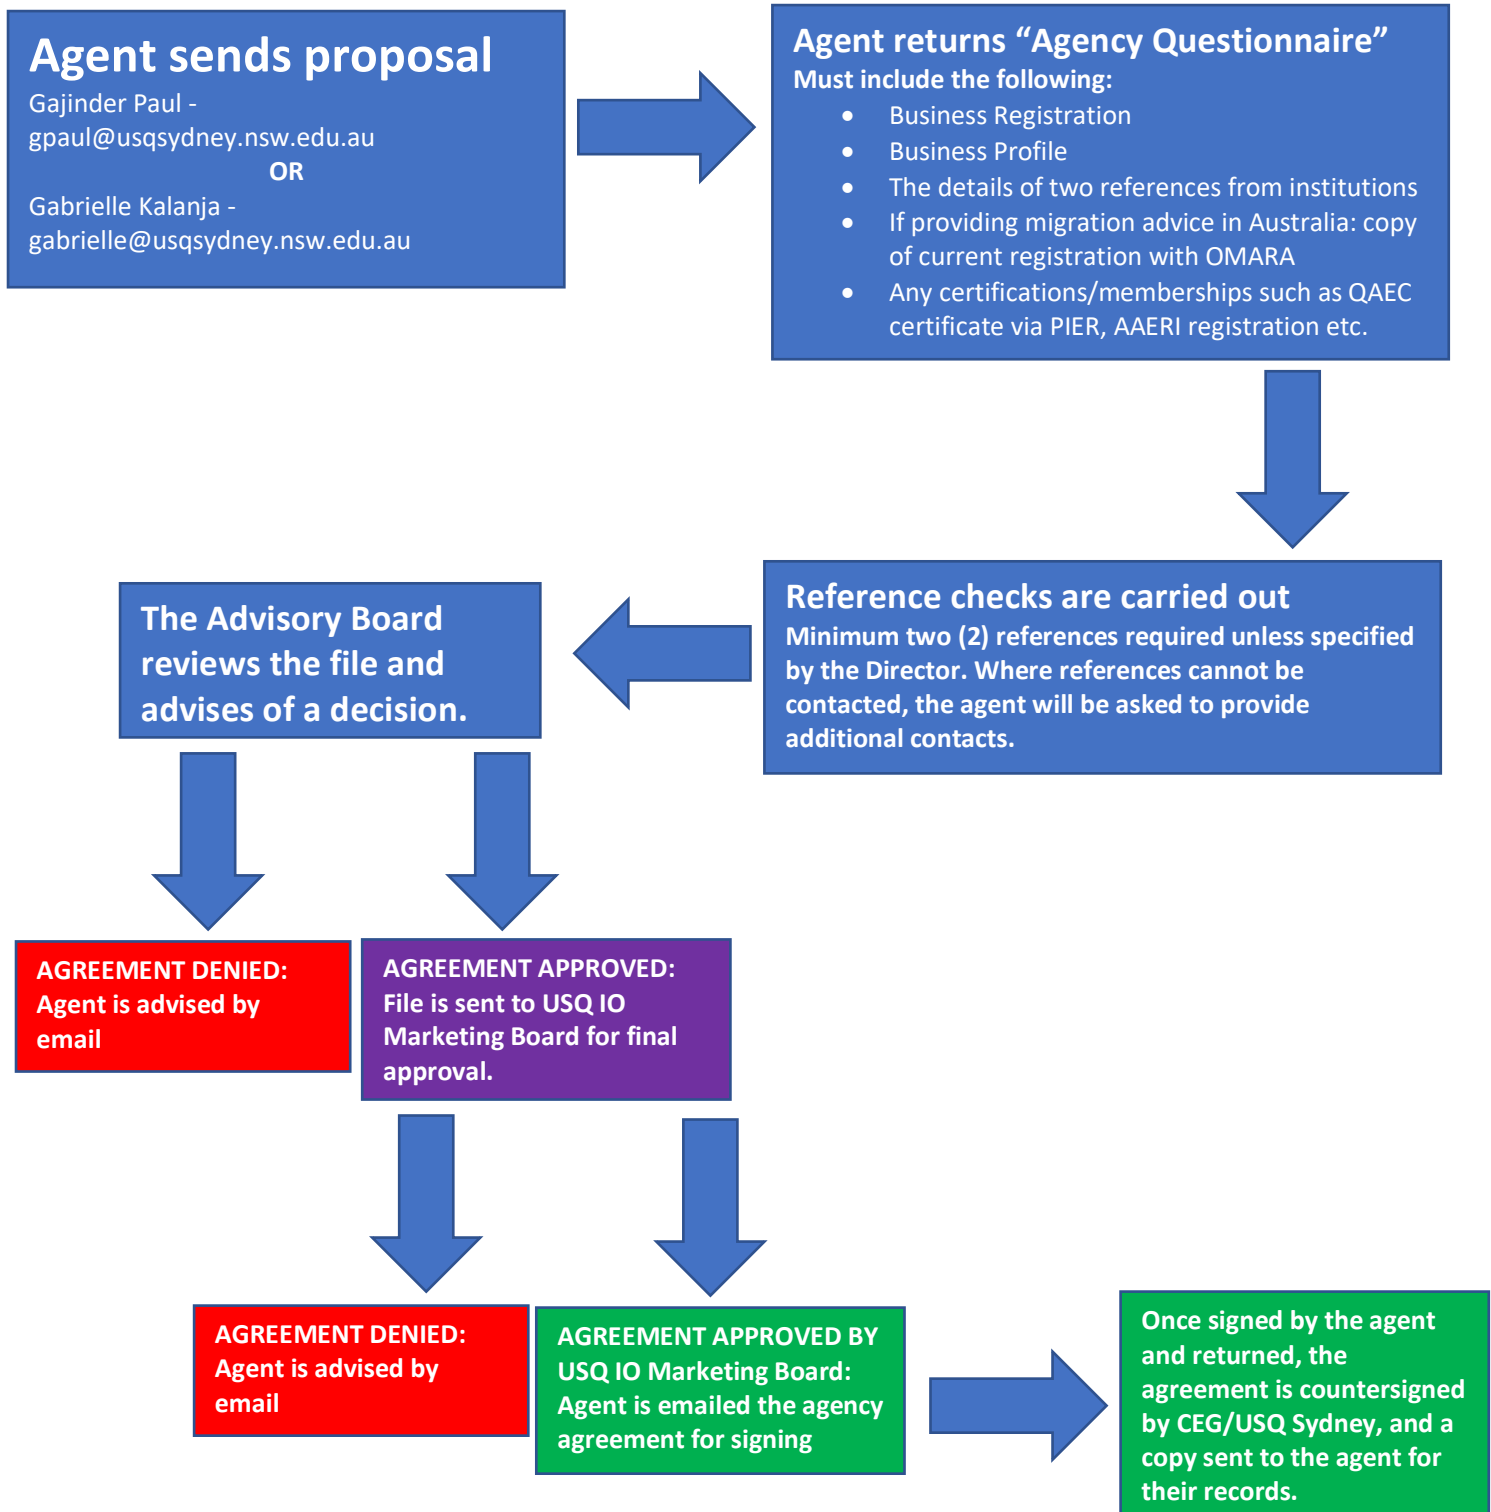 Agent sends proposal
Gajinder Paul -
gpaul@usqsydney.nsw.edu.au
OR
Gabrielle Kalanja -
gabrielle@usqsydney.nsw.edu.au
Agent returns “Agency Questionnaire”
Must include the following:
• Business Registration
• Business Profile
• The details of two references from institutions
• If providing migration advice in Australia: copy
of current registration with OMARA
• Any certifications/memberships such as QAEC
certificate via PIER, AAERI registration etc.
Reference checks are carried out
Minimum two (2) references required unless specified
by the Director. Where references cannot be
contacted, the agent will be asked to provide
additional contacts.
The Advisory Board
reviews the file and
advises of a decision.
AGREEMENT DENIED:
Agent is advised by
email
AGREEMENT APPROVED:
File is sent to USQ IO
Marketing Board for final
approval.
AGREEMENT DENIED:
Agent is advised by
email
AGREEMENT APPROVED BY
USQ IO Marketing Board:
Agent is emailed the agency
agreement for signing
Once signed by the agent
and returned, the
agreement is countersigned
by CEG/USQ Sydney, and a
copy sent to the agent for
their records.